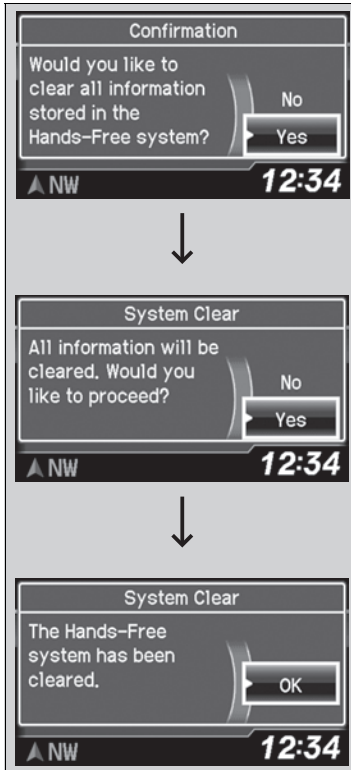 Confirmation
Would you like to
clear all information
stored in the
Hands-Free system?
No
Yes
NW
12:34
System Clear
All information will be
cleared. Would you
like to proceed?
No
Yes
NW
12:34
System Clear
The Hands-Free
system has been
cleared.
OK
NW
12:34